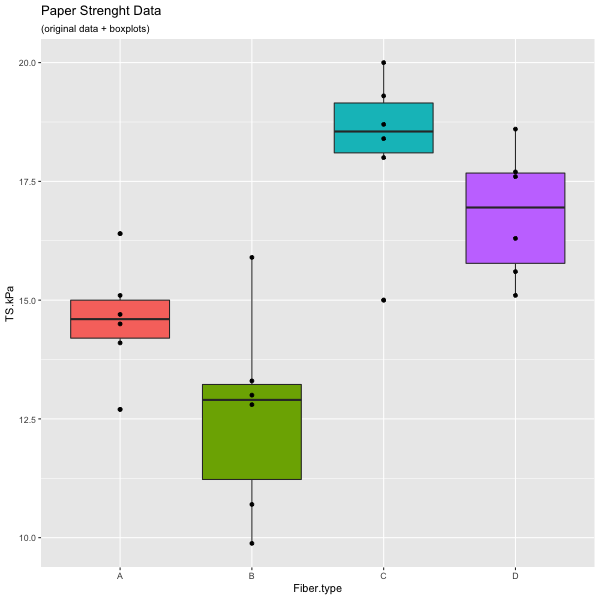 Paper Strenght Data
(original data + boxplots)
20.0
17.5
15.0
12.5
10.0
TS.kPa
A B C D
Fiber.type